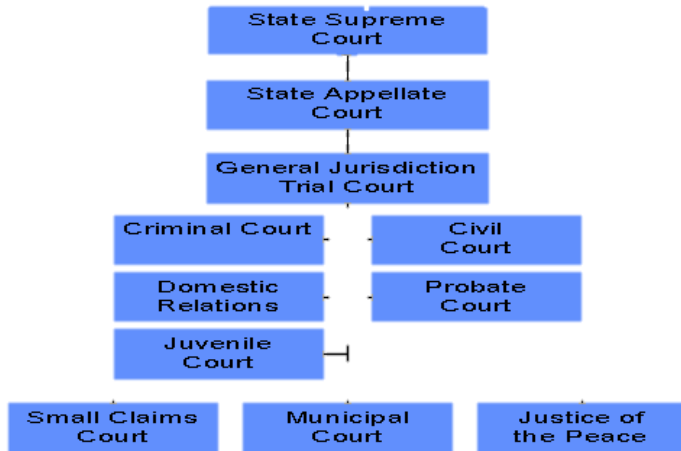 State Supreme
Court
State Appellate
Court
General Jurisdiction
Trial Court
Criminal Court
Civil
Court
Domestic
Relations
Probate
Court
Juvenile
Court
Small Claims
Court
Municipal
Court
Justice of
the Peace